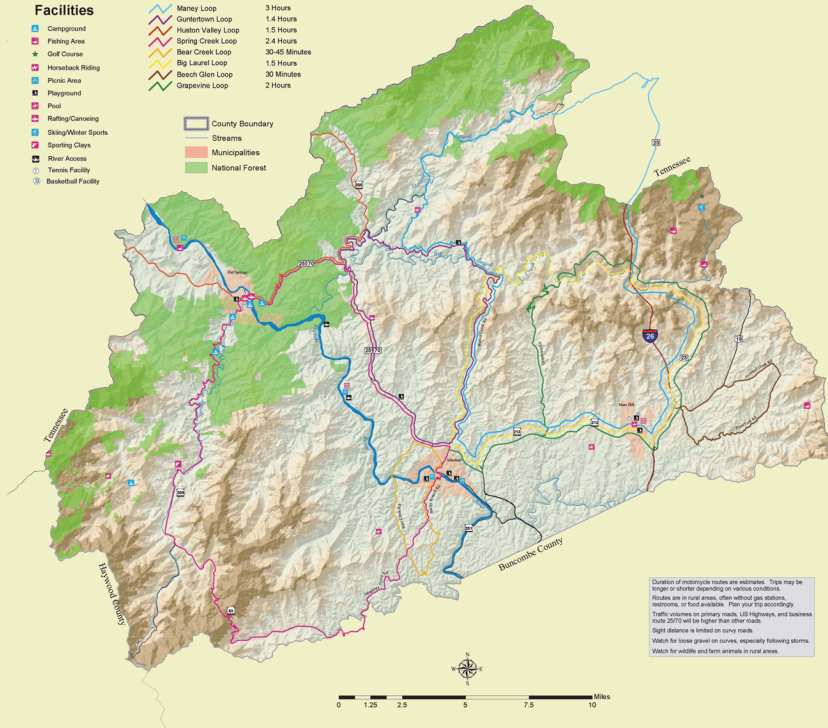 Facilities
Campground
Fishing Area
Golf Course
Horseback Riding
Picnic Area
Playground
Pool
Rafting/Canoeing
Skiing/Winter Sports
Sporting Clays
River Access
Tennis Facility
Basketball Facility
Maney Loop 3 Hours
Guntertown Loop 1.4 Hours
Huston Valley Loop 1.5 Hours
Spring Creek Loop 2.4 Hours
Bear Creek Loop 30-45 Minutes
Big Laurel Loop 1.5 Hours
Beech Glen Loop 30 Minutes
Grapevine Loop 2 Hours
County Boundary
Streams
Municipalities
National Forest
Tennessee
208
25/70
Hot Springs
26
25/70
Mars Hill
213
213
Marshall
Tennessee
209
251
Buncombe County
Haywood County
63
Duration of motorcycle routes are estimates. Trips may be
longer or shorter depending on various conditions.
Routes are in rural areas, often without gas stations,
restrooms, or food available. Plan your trip accordingly.
Traffic volumes on primary roads, US Highways, and business
route 25/70 will be higher than other roads.
Sight distance is limited on curvy roads.
Watch for loose gravel on curves, especially following storms.
Watch for wildlife and farm animals in rural areas.
N
W E
S
Miles
0 1.25 2.5 5 7.5 10